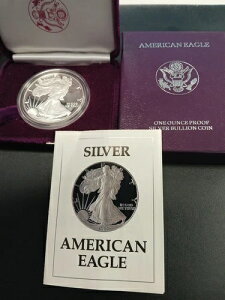 AMERICAN EAGLE
ONE OUNCE PROOF
SILVER BULLION COIN
SILVER
AMERICAN
EAGLE